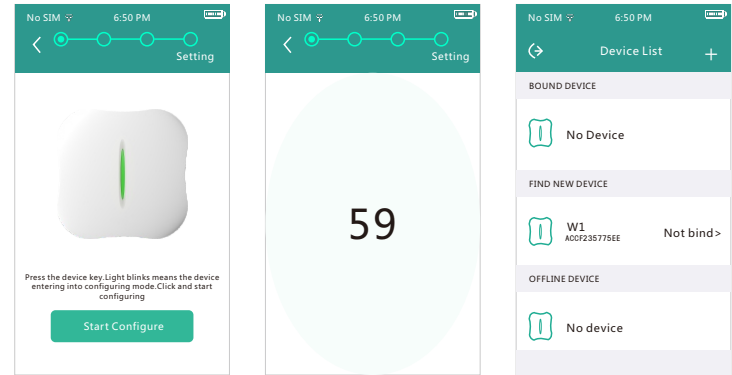 No SIM 6:50 PM
Setting
Press the device key.Light blinks means the device
entering into configuring mode.Click and start
configuring
Start Configure
No SIM 6:50 PM
Setting
59
No SIM 6:50 PM
Device List +
BOUND DEVICE
No Device
FIND NEW DEVICE
W1
ACCF235775EE
Not bind>
OFFLINE DEVICE
No device